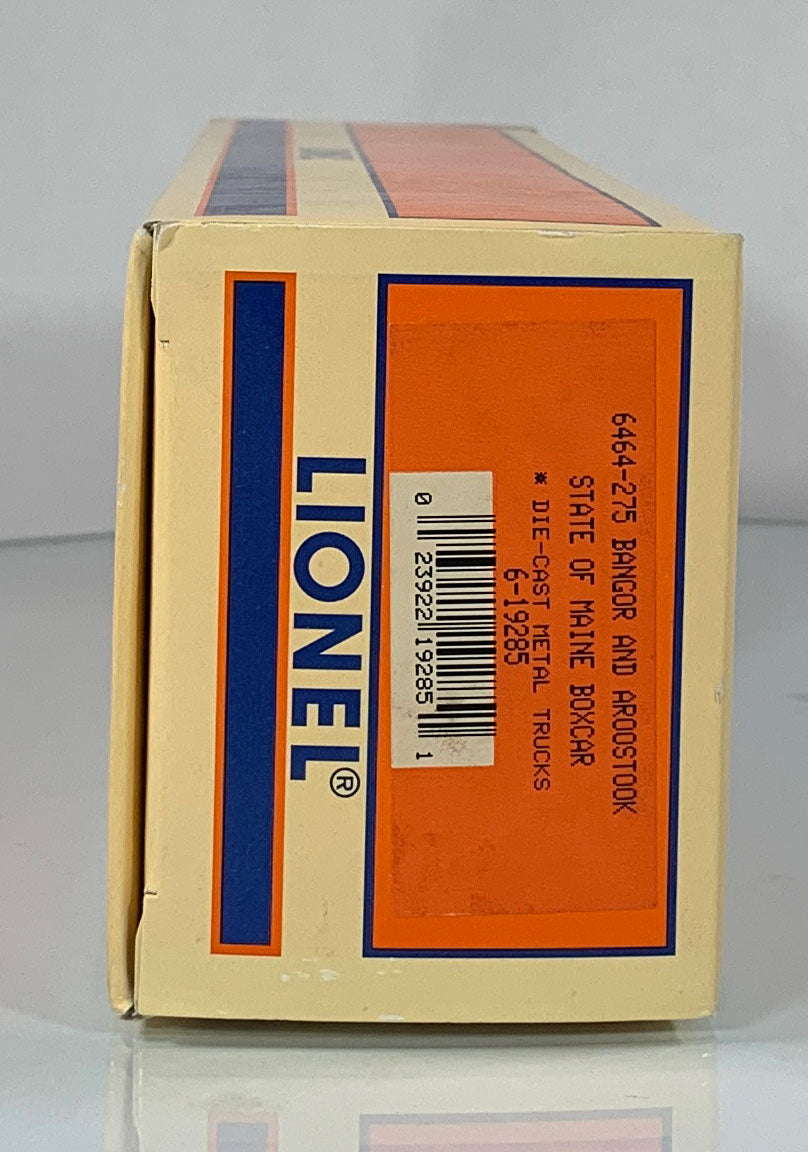 6464-275 BANGOR AND AROOSTOOK
STATE OF MAINE BOXCAR
* DIE-CAST METAL TRUCKS
6-19285
0 23922 19285 1
LIONEL®